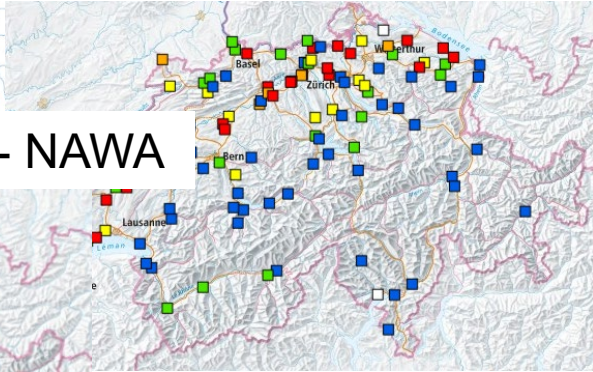 Bodensee
Winterthur
Basel
Zürich
- NAWA
Bern
Lausanne
Léman
e